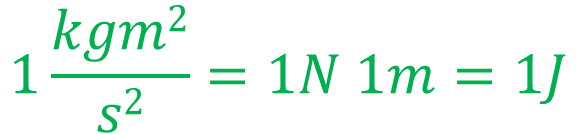 1 kgm²/s² = 1N 1m = 1J